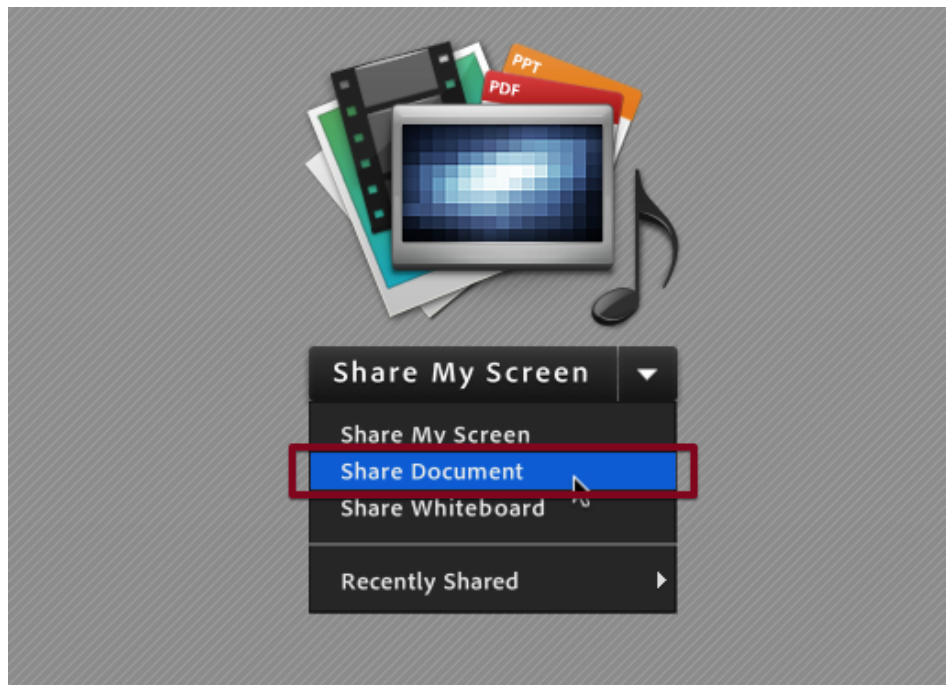 PPT
PDF
Share My Screen
Share My Screen
Share Document
Share Whiteboard
Recently Shared